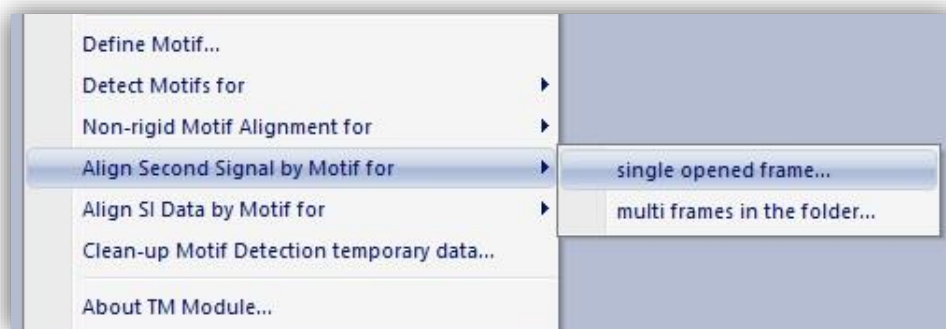 Define Motif...
Detect Motifs for
Non-rigid Motif Alignment for
Align Second Signal by Motif for
single opened frame...
Align SI Data by Motif for
multi frames in the folder...
Clean-up Motif Detection temporary data...
About TM Module...